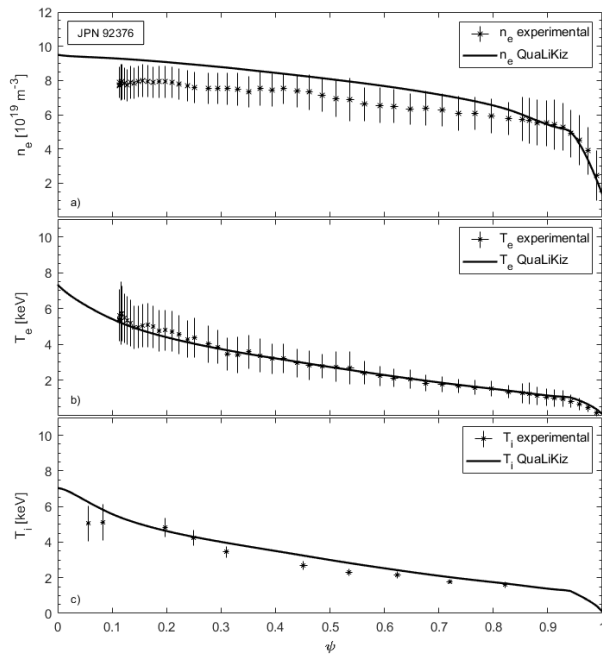 JPN 92376
n_e experimental
n_e QuaLiKiz
12
10
8
6
4
2
n_e [10^19 m^-3]
a)
T_e experimental
T_e QuaLiKiz
10
8
6
4
2
T_e [keV]
b)
T_i experimental
T_i QuaLiKiz
10
8
6
4
2
0
T_i [keV]
c)
0 0.1 0.2 0.3 0.4 0.5 0.6 0.7 0.8 0.9 1
ψ